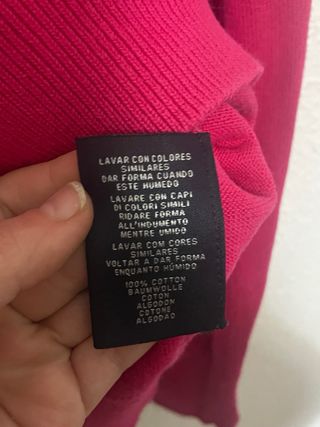 LAVAR CON COLORES
SIMILARES
DAR FORMA CUANDO
ESTE HUMEDO
LAVARE CON CAPI
DI COLORI SIMILI
RIDARE FORMA
ALL'INDUMENTO
MENTRE UMIDO
LAVAR COM CORES
SIMILARES
VOLTAR A DAR FORMA
ENQUANTO HÚMIDO
100% COTTON
BAUMWOLLE
COTON
ALGODON
COTONE
ALGODAO